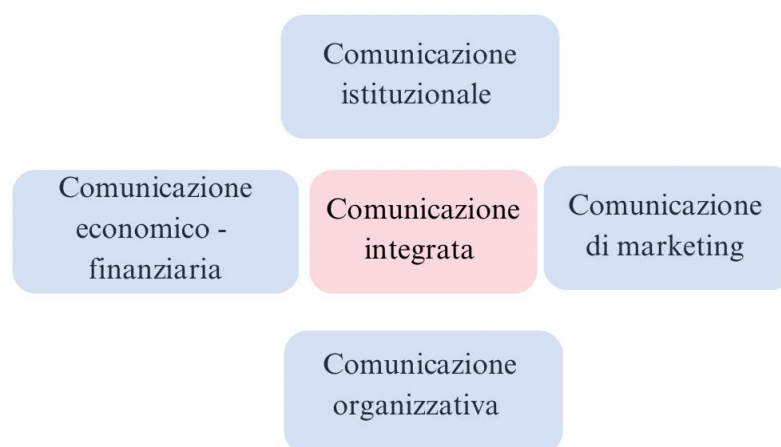 Comunicazione
istituzionale
Comunicazione
economico -
finanziaria
Comunicazione
integrata
Comunicazione
di marketing
Comunicazione
organizzativa